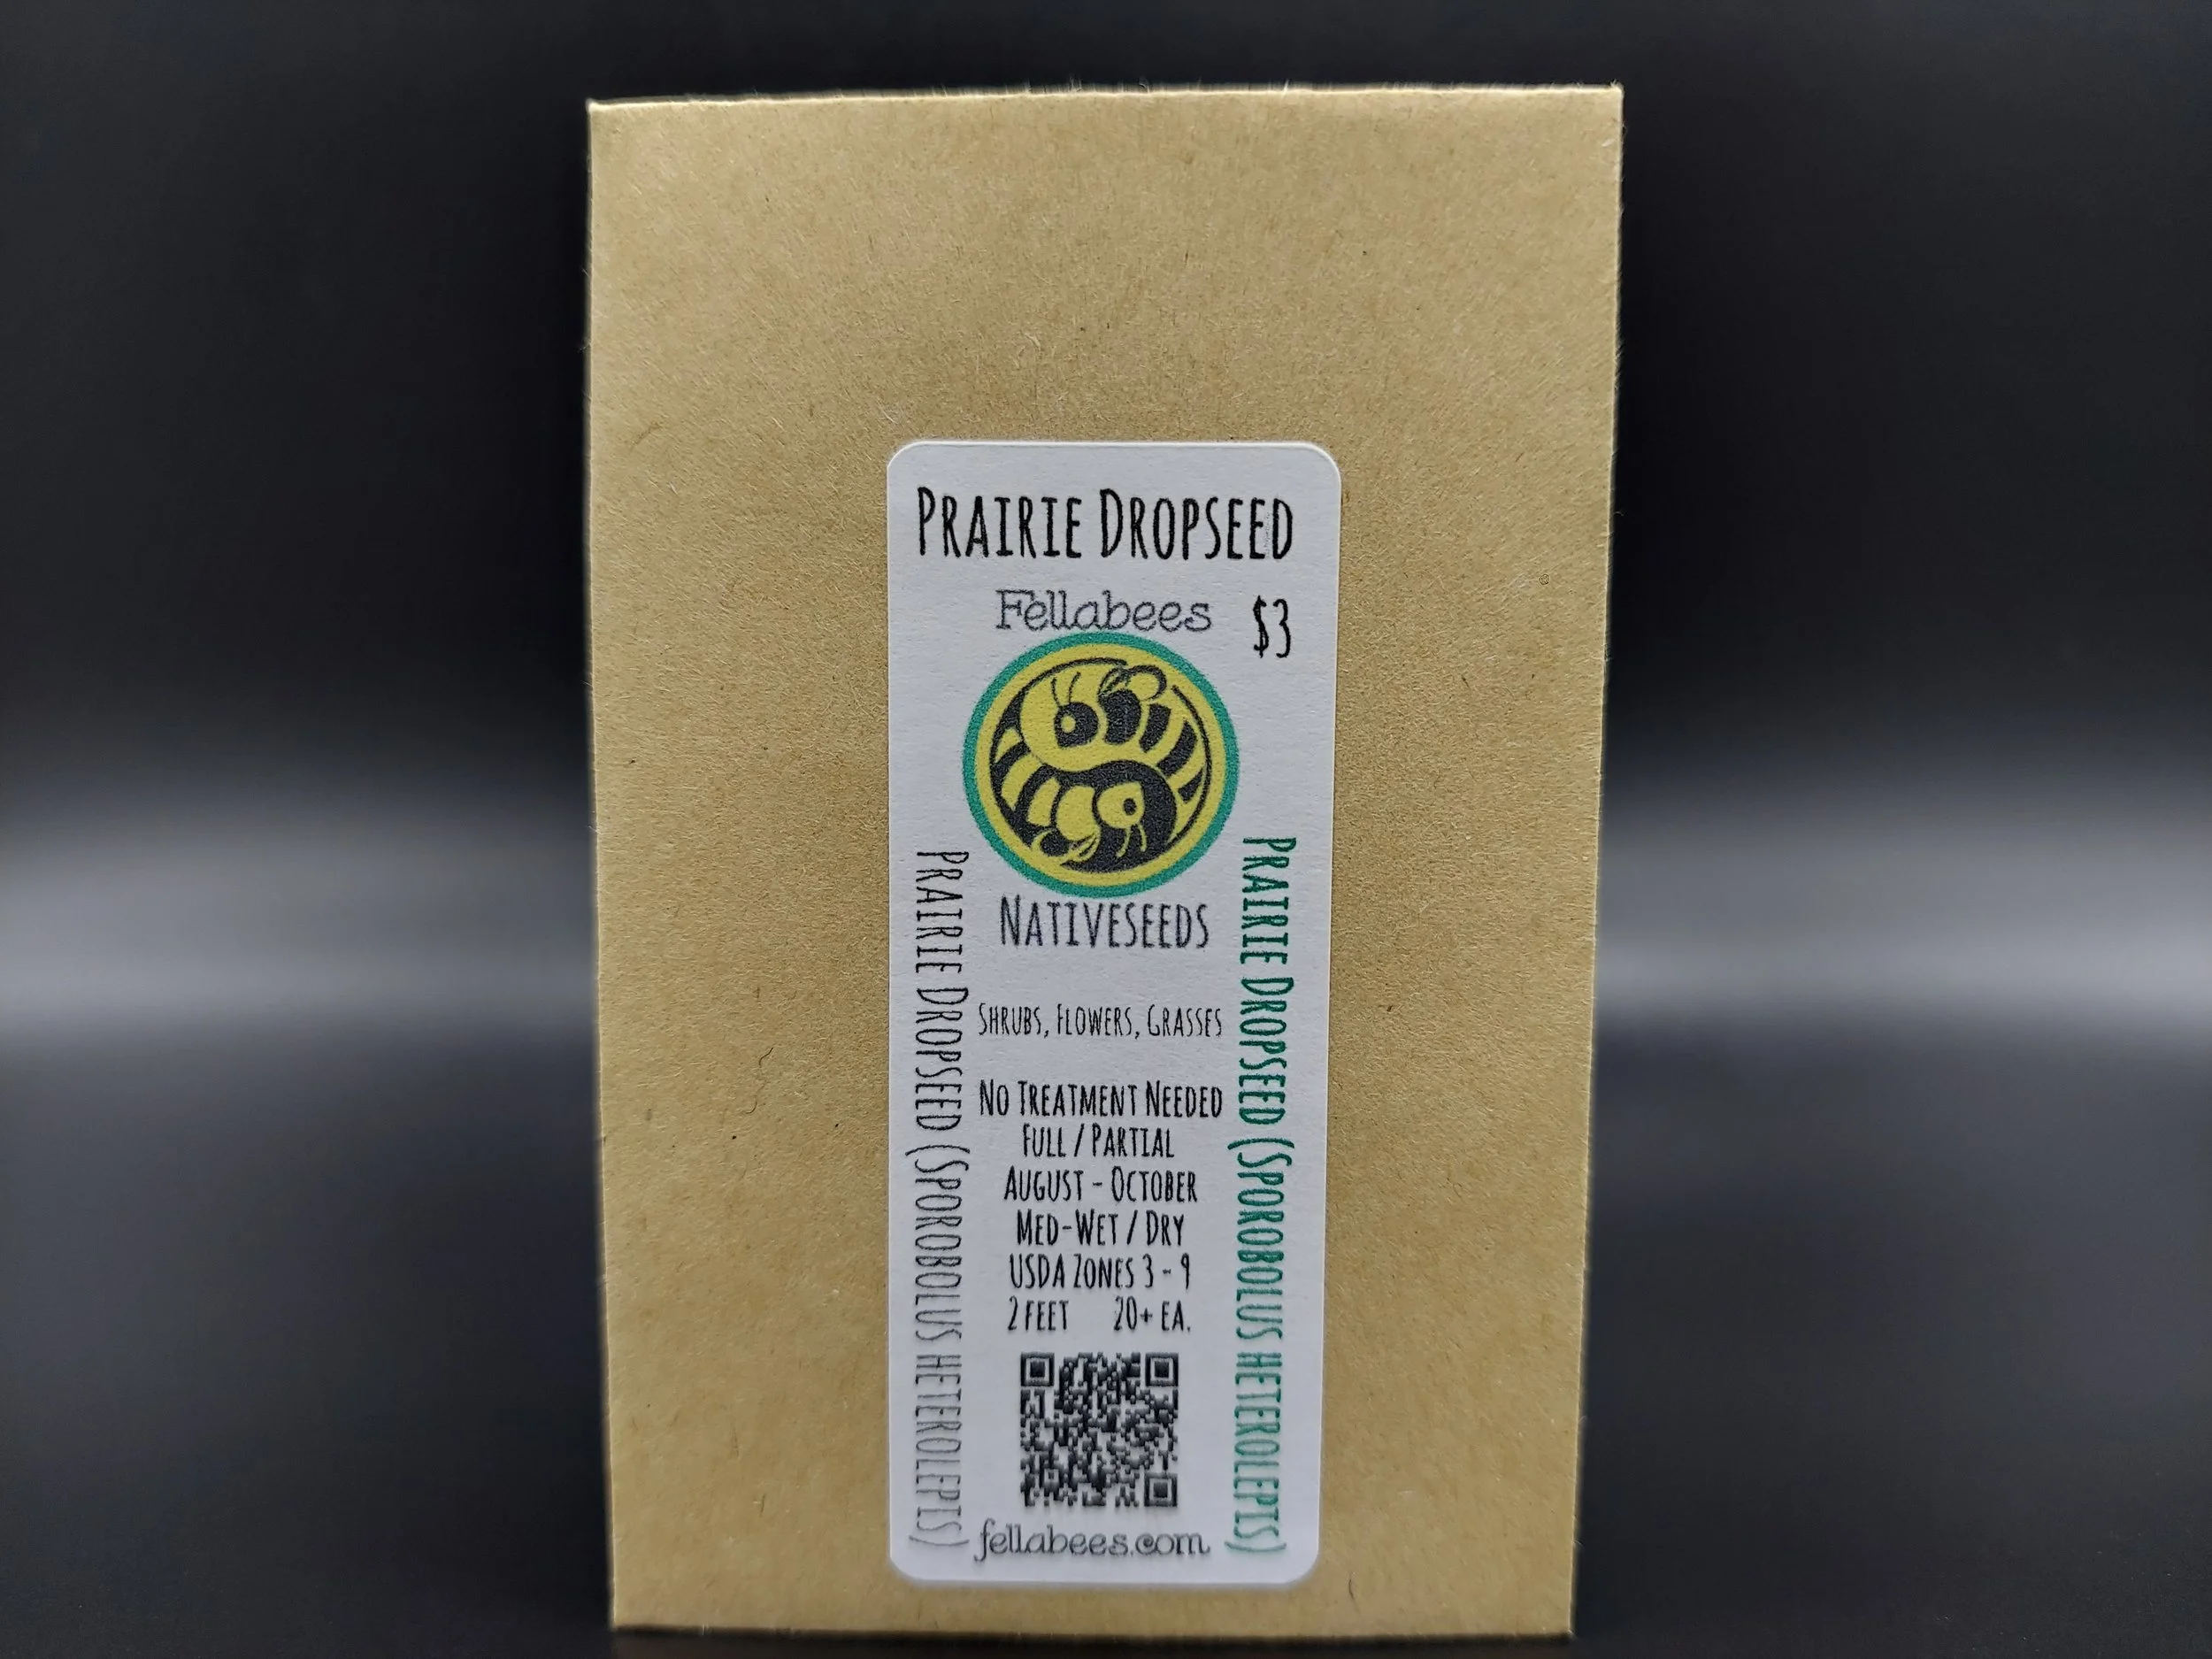 PRAIRIE DROPSEED
Fellabees
$3
NATIVESEEDS
SHRUBS, FLOWERS, GRASSES
NO TREATMENT NEEDED
FULL / PARTIAL
AUGUST - OCTOBER
MED-WET / DRY
USDA ZONES 3 - 9
2 FEET 20+ EA.
fellabees.com
PRAIRIE DROPSEED (SPOROBOLUS HETEROLEPIS)
PRAIRIE DROPSEED (SPOROBOLUS HETEROLEPIS)